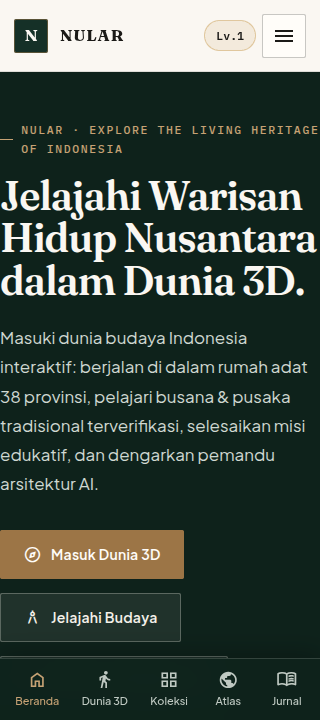 N NULAR Lv.1
NULAR · EXPLORE THE LIVING HERITAGE
OF INDONESIA
Jelajahi Warisan
Hidup Nusantara
dalam Dunia 3D.
Masuki dunia budaya Indonesia
interaktif: berjalan di dalam rumah adat
38 provinsi, pelajari busana & pusaka
tradisional terverifikasi, selesaikan misi
edukatif, dan dengarkan pemandu
arsitektur AI.
Masuk Dunia 3D
Jelajahi Budaya
Beranda Dunia 3D Koleksi Atlas Jurnal